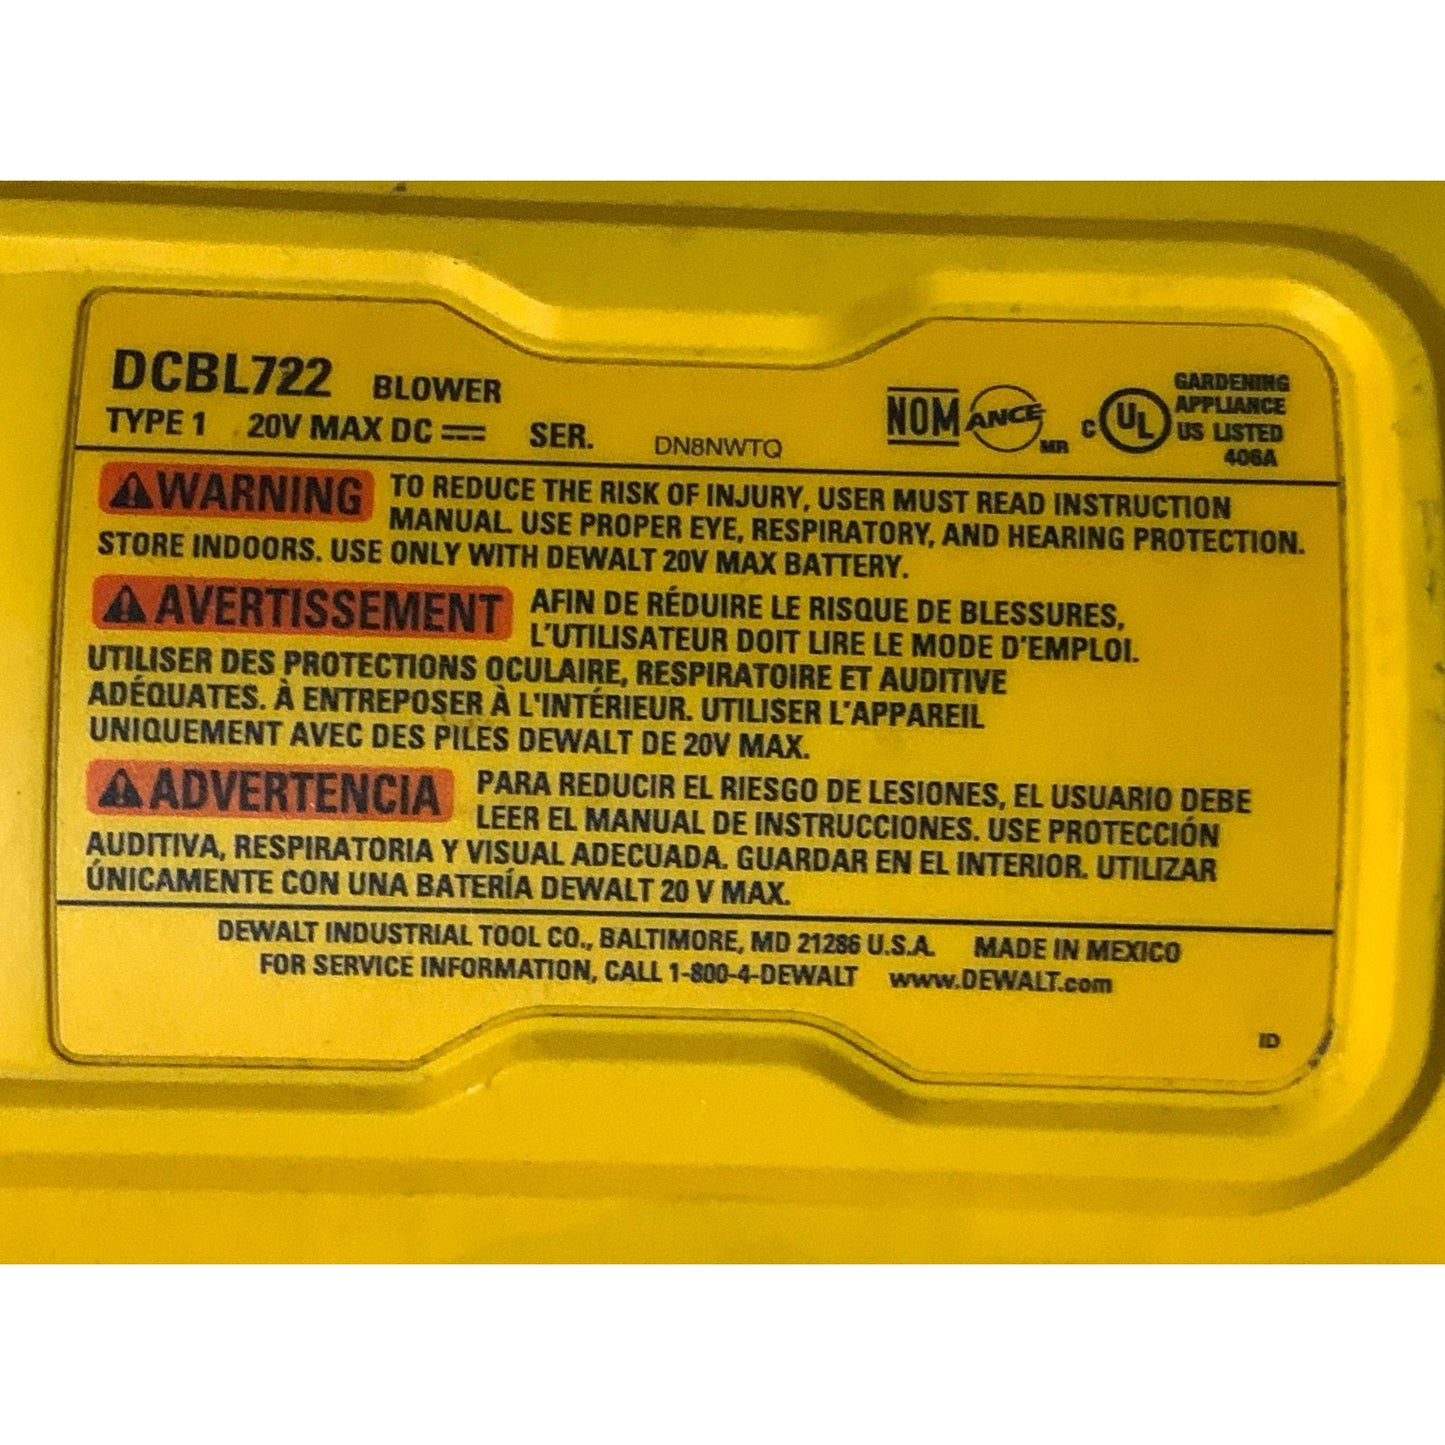 DCBL722 BLOWER
TYPE 1 20V MAX DC SER. DN8NWTQ
NOM ANCE MR
c UL US LISTED
GARDENING
APPLIANCE
406A
⚠WARNING TO REDUCE THE RISK OF INJURY, USER MUST READ INSTRUCTION
MANUAL. USE PROPER EYE, RESPIRATORY, AND HEARING PROTECTION.
STORE INDOORS. USE ONLY WITH DEWALT 20V MAX BATTERY.
⚠AVERTISSEMENT AFIN DE RÉDUIRE LE RISQUE DE BLESSURES,
L'UTILISATEUR DOIT LIRE LE MODE D'EMPLOI.
UTILISER DES PROTECTIONS OCULAIRE, RESPIRATOIRE ET AUDITIVE
ADÉQUATES. À ENTREPOSER À L'INTÉRIEUR. UTILISER L'APPAREIL
UNIQUEMENT AVEC DES PILES DEWALT DE 20V MAX.
⚠ADVERTENCIA PARA REDUCIR EL RIESGO DE LESIONES, EL USUARIO DEBE
LEER EL MANUAL DE INSTRUCCIONES. USE PROTECCIÓN
AUDITIVA, RESPIRATORIA Y VISUAL ADECUADA. GUARDAR EN EL INTERIOR. UTILIZAR
ÚNICAMENTE CON UNA BATERÍA DEWALT 20 V MAX.
DEWALT INDUSTRIAL TOOL CO., BALTIMORE, MD 21286 U.S.A. MADE IN MEXICO
FOR SERVICE INFORMATION, CALL 1-800-4-DEWALT www.DEWALT.com
ID